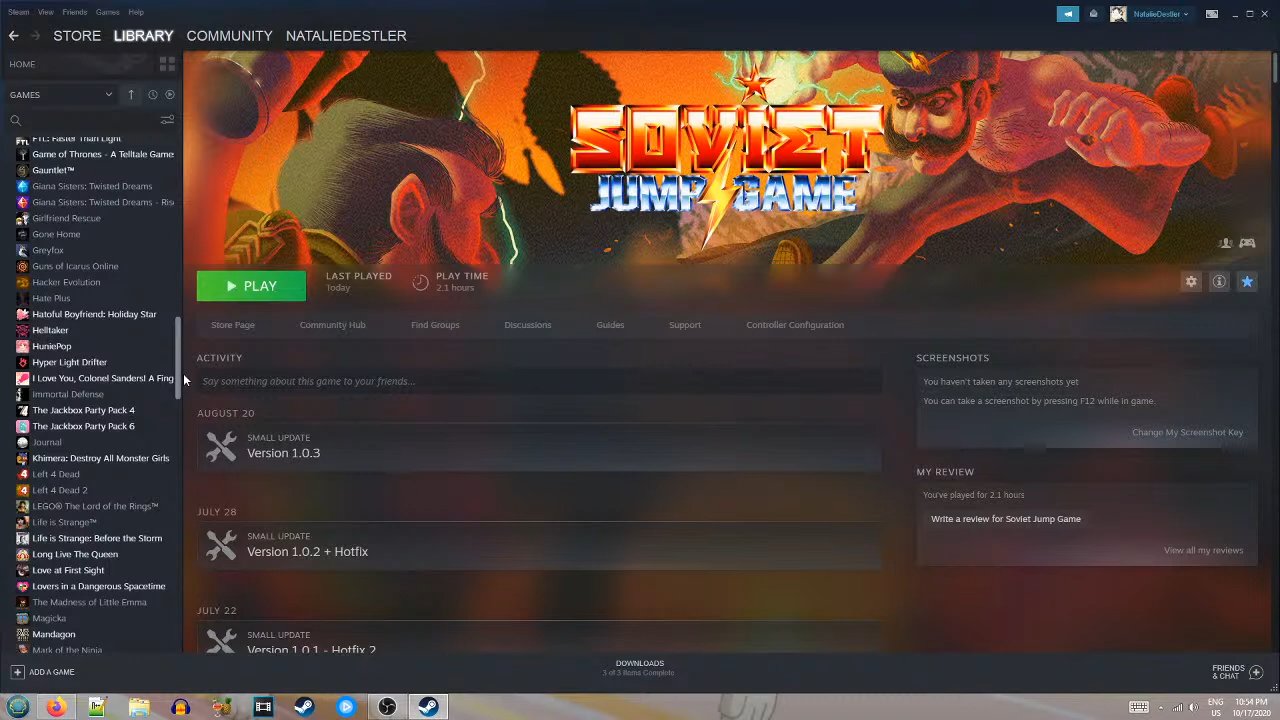 Steam View Friends Games Help
NatalieDestler
STORE LIBRARY COMMUNITY NATALIEDESTLER
HOME
GAMES
FTL: Faster Than Light
Game of Thrones - A Telltale Game
Gauntlet™
Giana Sisters: Twisted Dreams
Giana Sisters: Twisted Dreams - Ris
Girlfriend Rescue
Gone Home
Greyfox
Guns of Icarus Online
Hacker Evolution
Hate Plus
Hatoful Boyfriend: Holiday Star
Helltaker
HuniePop
Hyper Light Drifter
I Love You, Colonel Sanders! A Fing
Immortal Defense
The Jackbox Party Pack 4
The Jackbox Party Pack 6
Journal
Khimera: Destroy All Monster Girls
Left 4 Dead
Left 4 Dead 2
LEGO® The Lord of the Rings™
Life is Strange™
Life is Strange: Before the Storm
Long Live The Queen
Love at First Sight
Lovers in a Dangerous Spacetime
The Madness of Little Emma
Magicka
Mandagon
Mark of the Ninja
ADD A GAME
SOVIET
JUMP GAME
PLAY
LAST PLAYED
Today
PLAY TIME
2.1 hours
Store Page Community Hub Find Groups Discussions Guides Support Controller Configuration
ACTIVITY
Say something about this game to your friends...
AUGUST 20
SMALL UPDATE
Version 1.0.3
JULY 28
SMALL UPDATE
Version 1.0.2 + Hotfix
JULY 22
SMALL UPDATE
Version 1.0.1 - Hotfix 2
SCREENSHOTS
You haven't taken any screenshots yet
You can take a screenshot by pressing F12 while in game.
Change My Screenshot Key
MY REVIEW
You've played for 2.1 hours
Write a review for Soviet Jump Game
View all my reviews
DOWNLOADS
3 of 3 Items Complete
FRIENDS
& CHAT
ENG
US
10:54 PM
10/17/2020